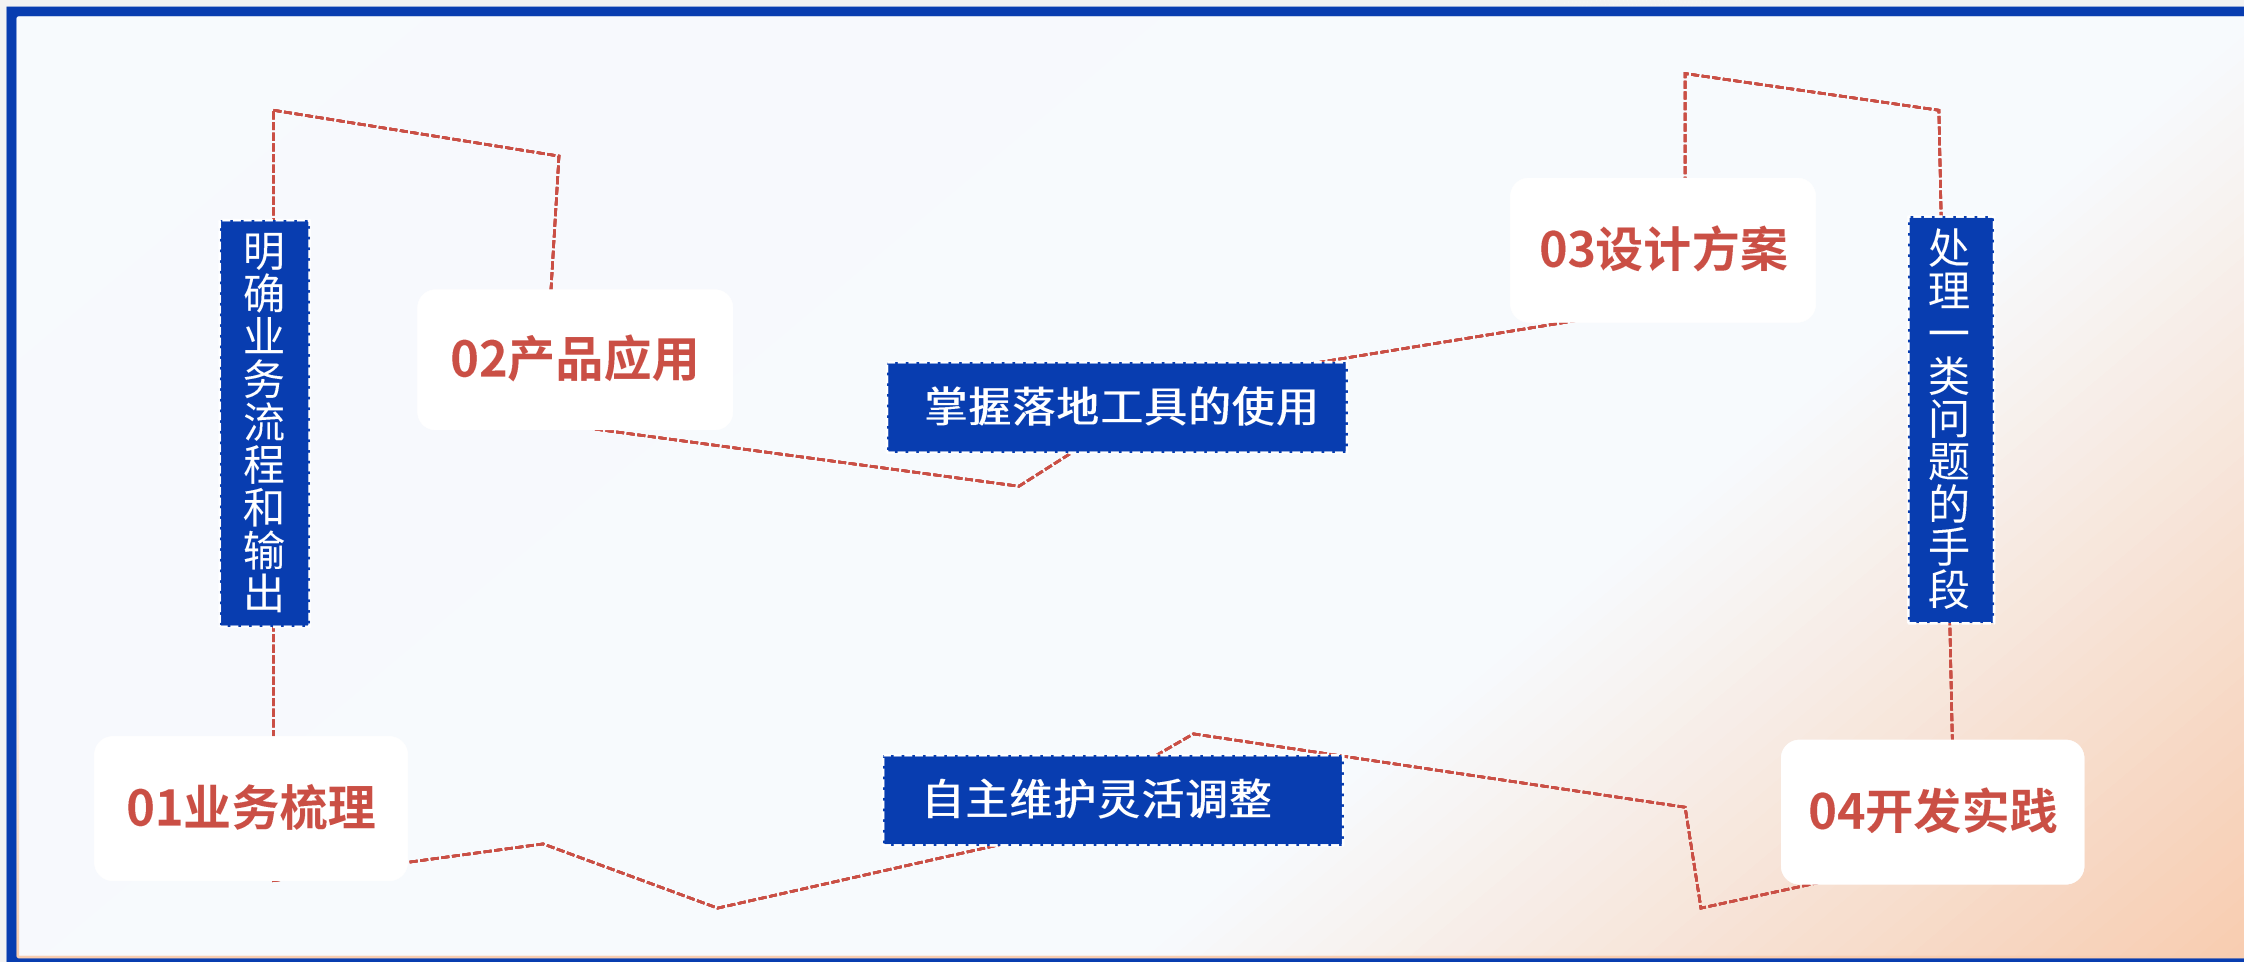 明确业务流程和输出
02产品应用
掌握落地工具的使用
03设计方案
处理一类问题的手段
01业务梳理
自主维护灵活调整
04开发实践